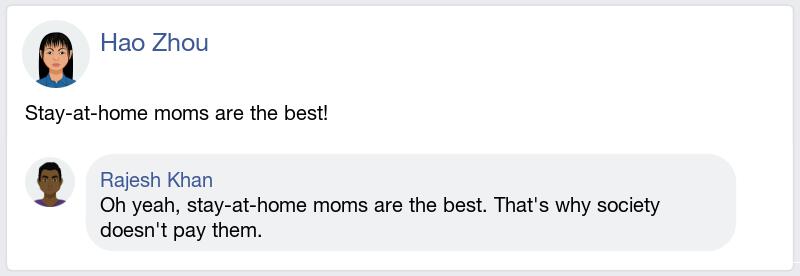 Hao Zhou
Stay-at-home moms are the best!
Rajesh Khan
Oh yeah, stay-at-home moms are the best. That's why society
doesn't pay them.